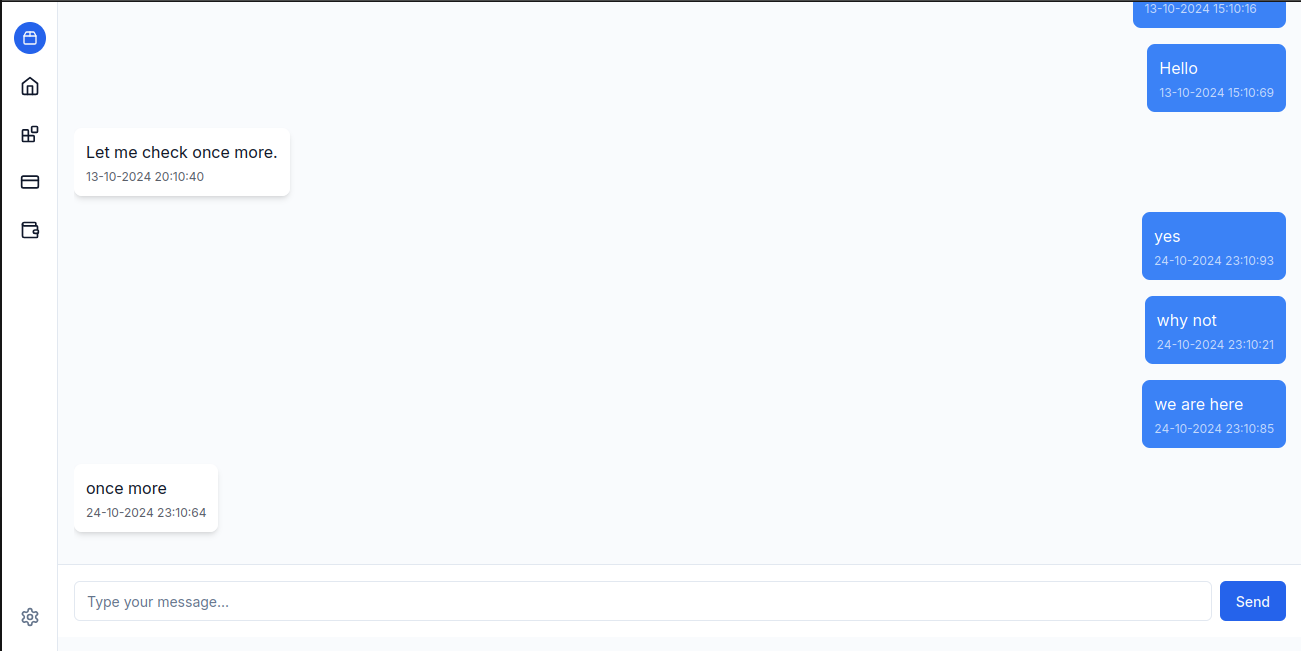 13-10-2024 15:10:16
Hello
13-10-2024 15:10:69
Let me check once more.
13-10-2024 20:10:40
yes
24-10-2024 23:10:93
why not
24-10-2024 23:10:21
we are here
24-10-2024 23:10:85
once more
24-10-2024 23:10:64
Type your message...
Send